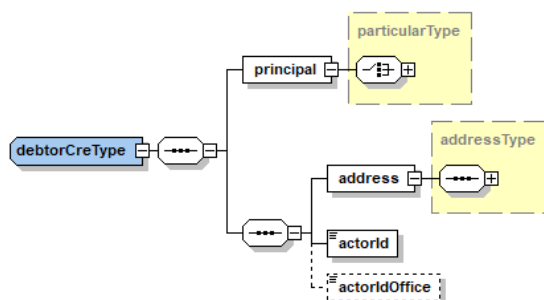 particularType
principal
debtorCreType
addressType
address
actorId
actorIdOffice